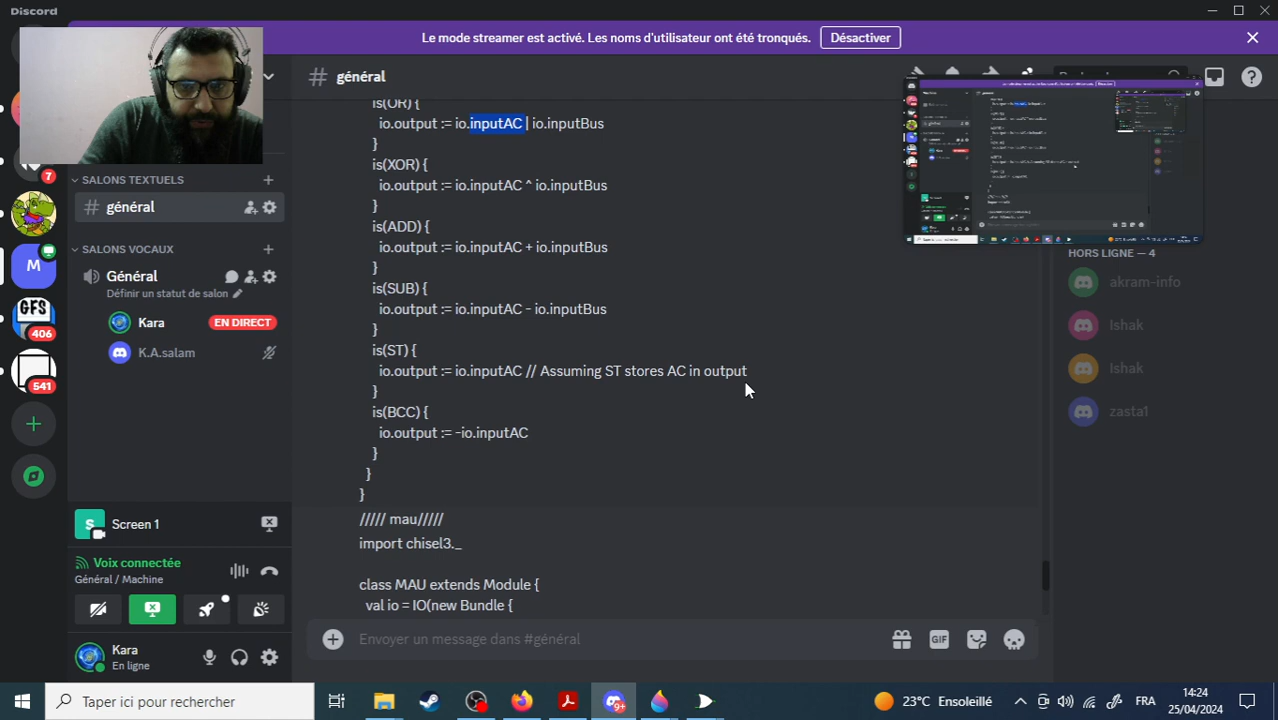 Discord
Le mode streamer est activé. Les noms d'utilisateur ont été tronqués.
Désactiver
# général
is(OR) {
io.output := io.inputAC | io.inputBus
}
is(XOR) {
io.output := io.inputAC ^ io.inputBus
}
is(ADD) {
io.output := io.inputAC + io.inputBus
}
is(SUB) {
io.output := io.inputAC - io.inputBus
}
is(ST) {
io.output := io.inputAC // Assuming ST stores AC in output
}
is(BCC) {
io.output := ~io.inputAC
}
}
}
///// mau/////
import chisel3._
class MAU extends Module {
val io = IO(new Bundle {
Envoyer un message dans #général
GIF
SALONS TEXTUELS
# général
SALONS VOCAUX
Général
Définir un statut de salon
Kara
EN DIRECT
K.A.salam
7
M
GFS
406
541
Screen 1
Voix connectée
Général / Machine
Kara
En ligne
HORS LIGNE — 4
akram-info
Ishak
Ishak
zasta1
Taper ici pour rechercher
9+
23°C Ensoleillé
FRA
14:24
25/04/2024